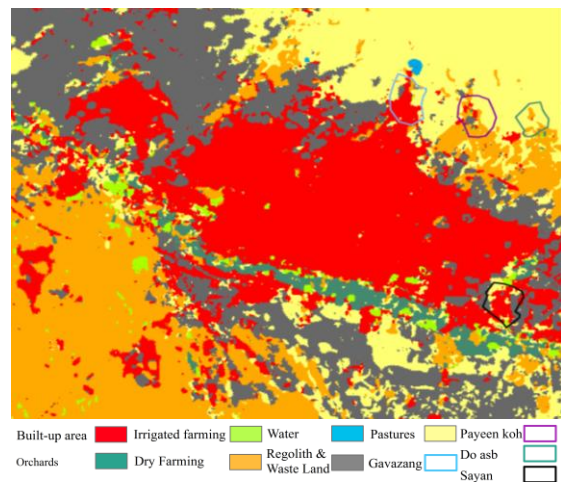 Built-up area Irrigated farming Water Pastures Payeen koh
Do asb
Orchards Dry Farming Regolith & Waste Land Gavazang Sayan